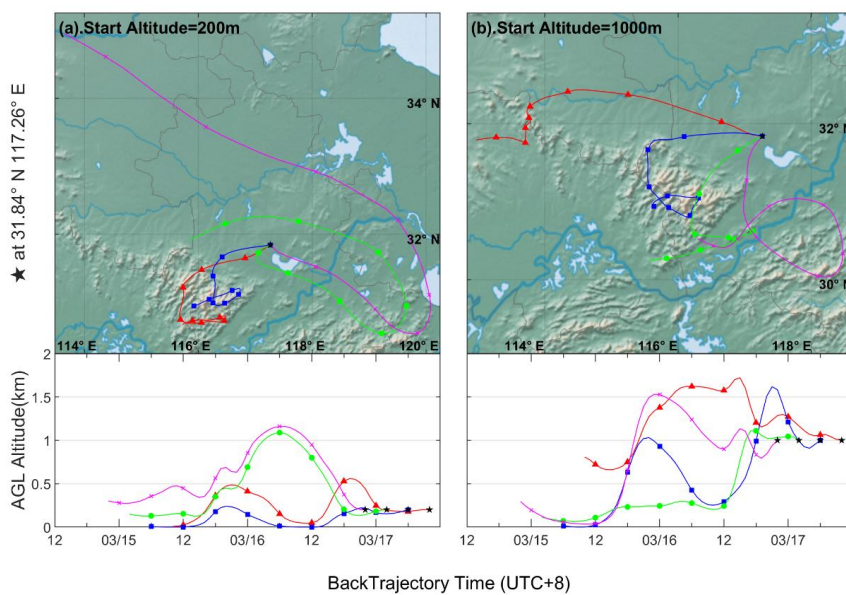 (a).Start Altitude=200m
(b).Start Altitude=1000m
★ at 31.84° N 117.26° E
34° N
32° N
32° N
30° N
114° E
116° E
118° E
120° E
114° E
116° E
118° E
AGL Altitude(km)
2
1.5
1
0.5
0
12
03/15
12
03/16
12
03/17
12
03/15
12
03/16
12
03/17
BackTrajectory Time (UTC+8)